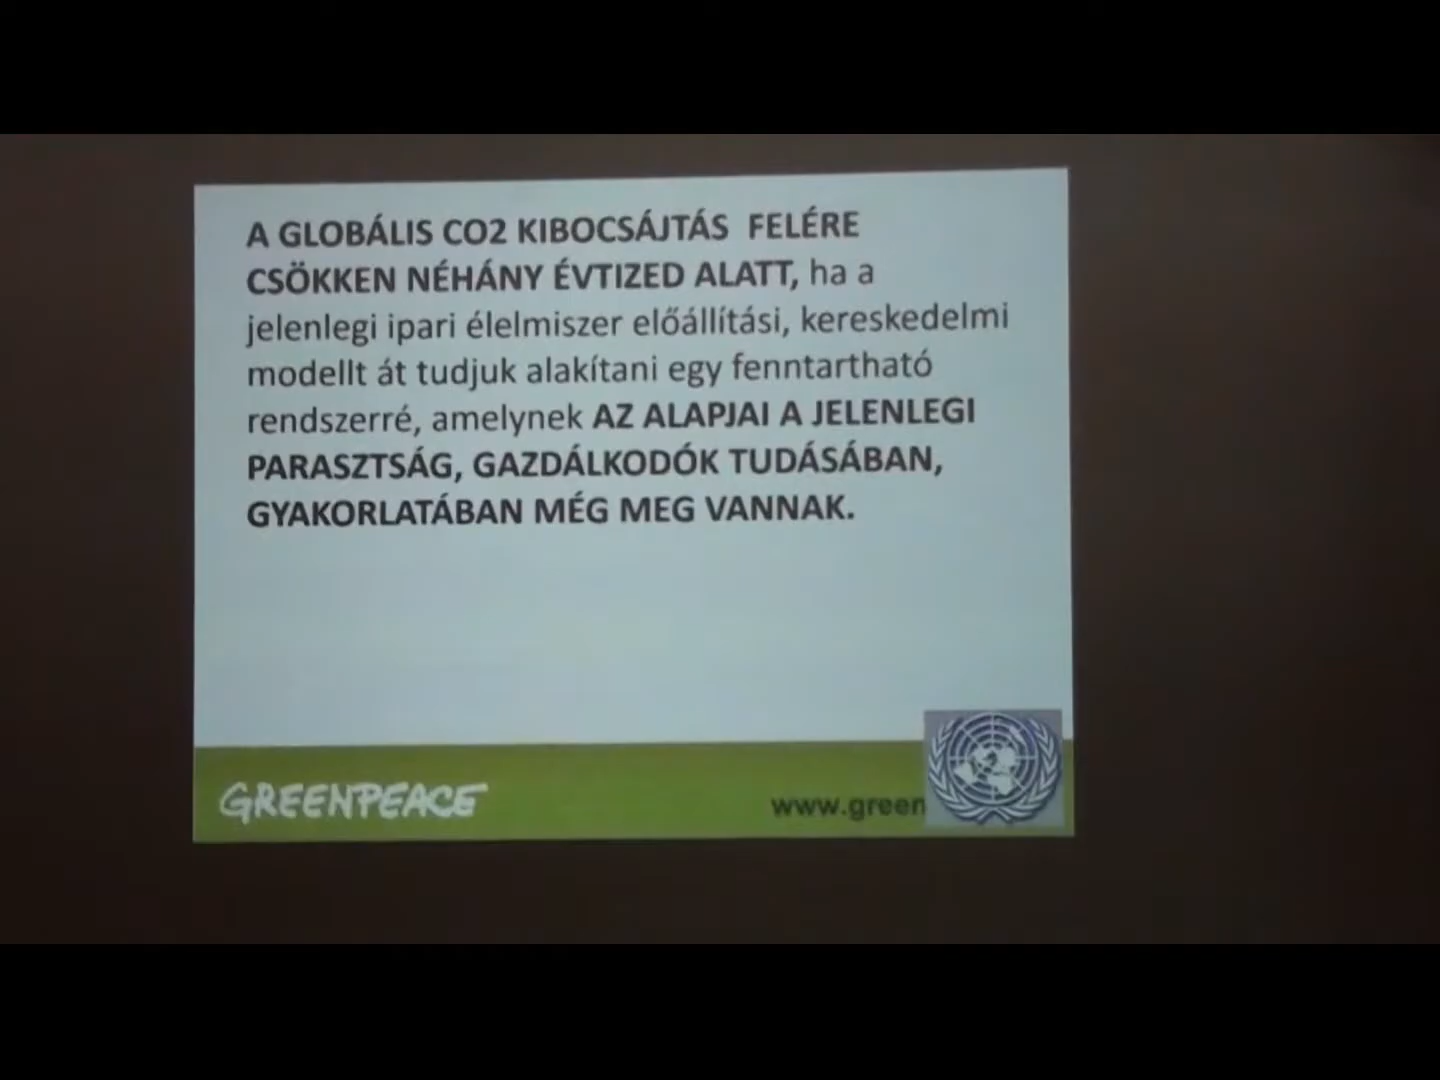 A GLOBÁLIS CO2 KIBOCSÁJTÁS FELÉRE
CSÖKKEN NÉHÁNY ÉVTIZED ALATT, ha a
jelenlegi ipari élelmiszer előállítási, kereskedelmi
modellt át tudjuk alakítani egy fenntartható
rendszerré, amelynek AZ ALAPJAI A JELENLEGI
PARASZTSÁG, GAZDÁLKODÓK TUDÁSÁBAN,
GYAKORLATÁBAN MÉG MEG VANNAK.
GREENPEACE
www.green